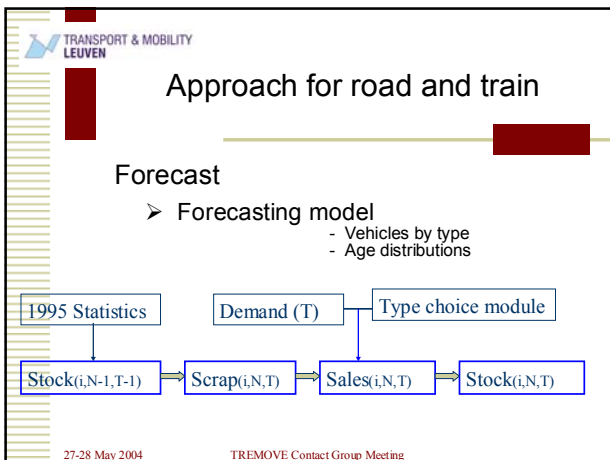 TRANSPORT & MOBILITY
LEUVEN
Approach for road and train
Forecast
➢ Forecasting model
- Vehicles by type
- Age distributions
1995 Statistics
Demand (T)
Type choice module
Stock(i,N-1,T-1)
Scrap(i,N,T)
Sales(i,N,T)
Stock(i,N,T)
27-28 May 2004
TREMOVE Contact Group Meeting